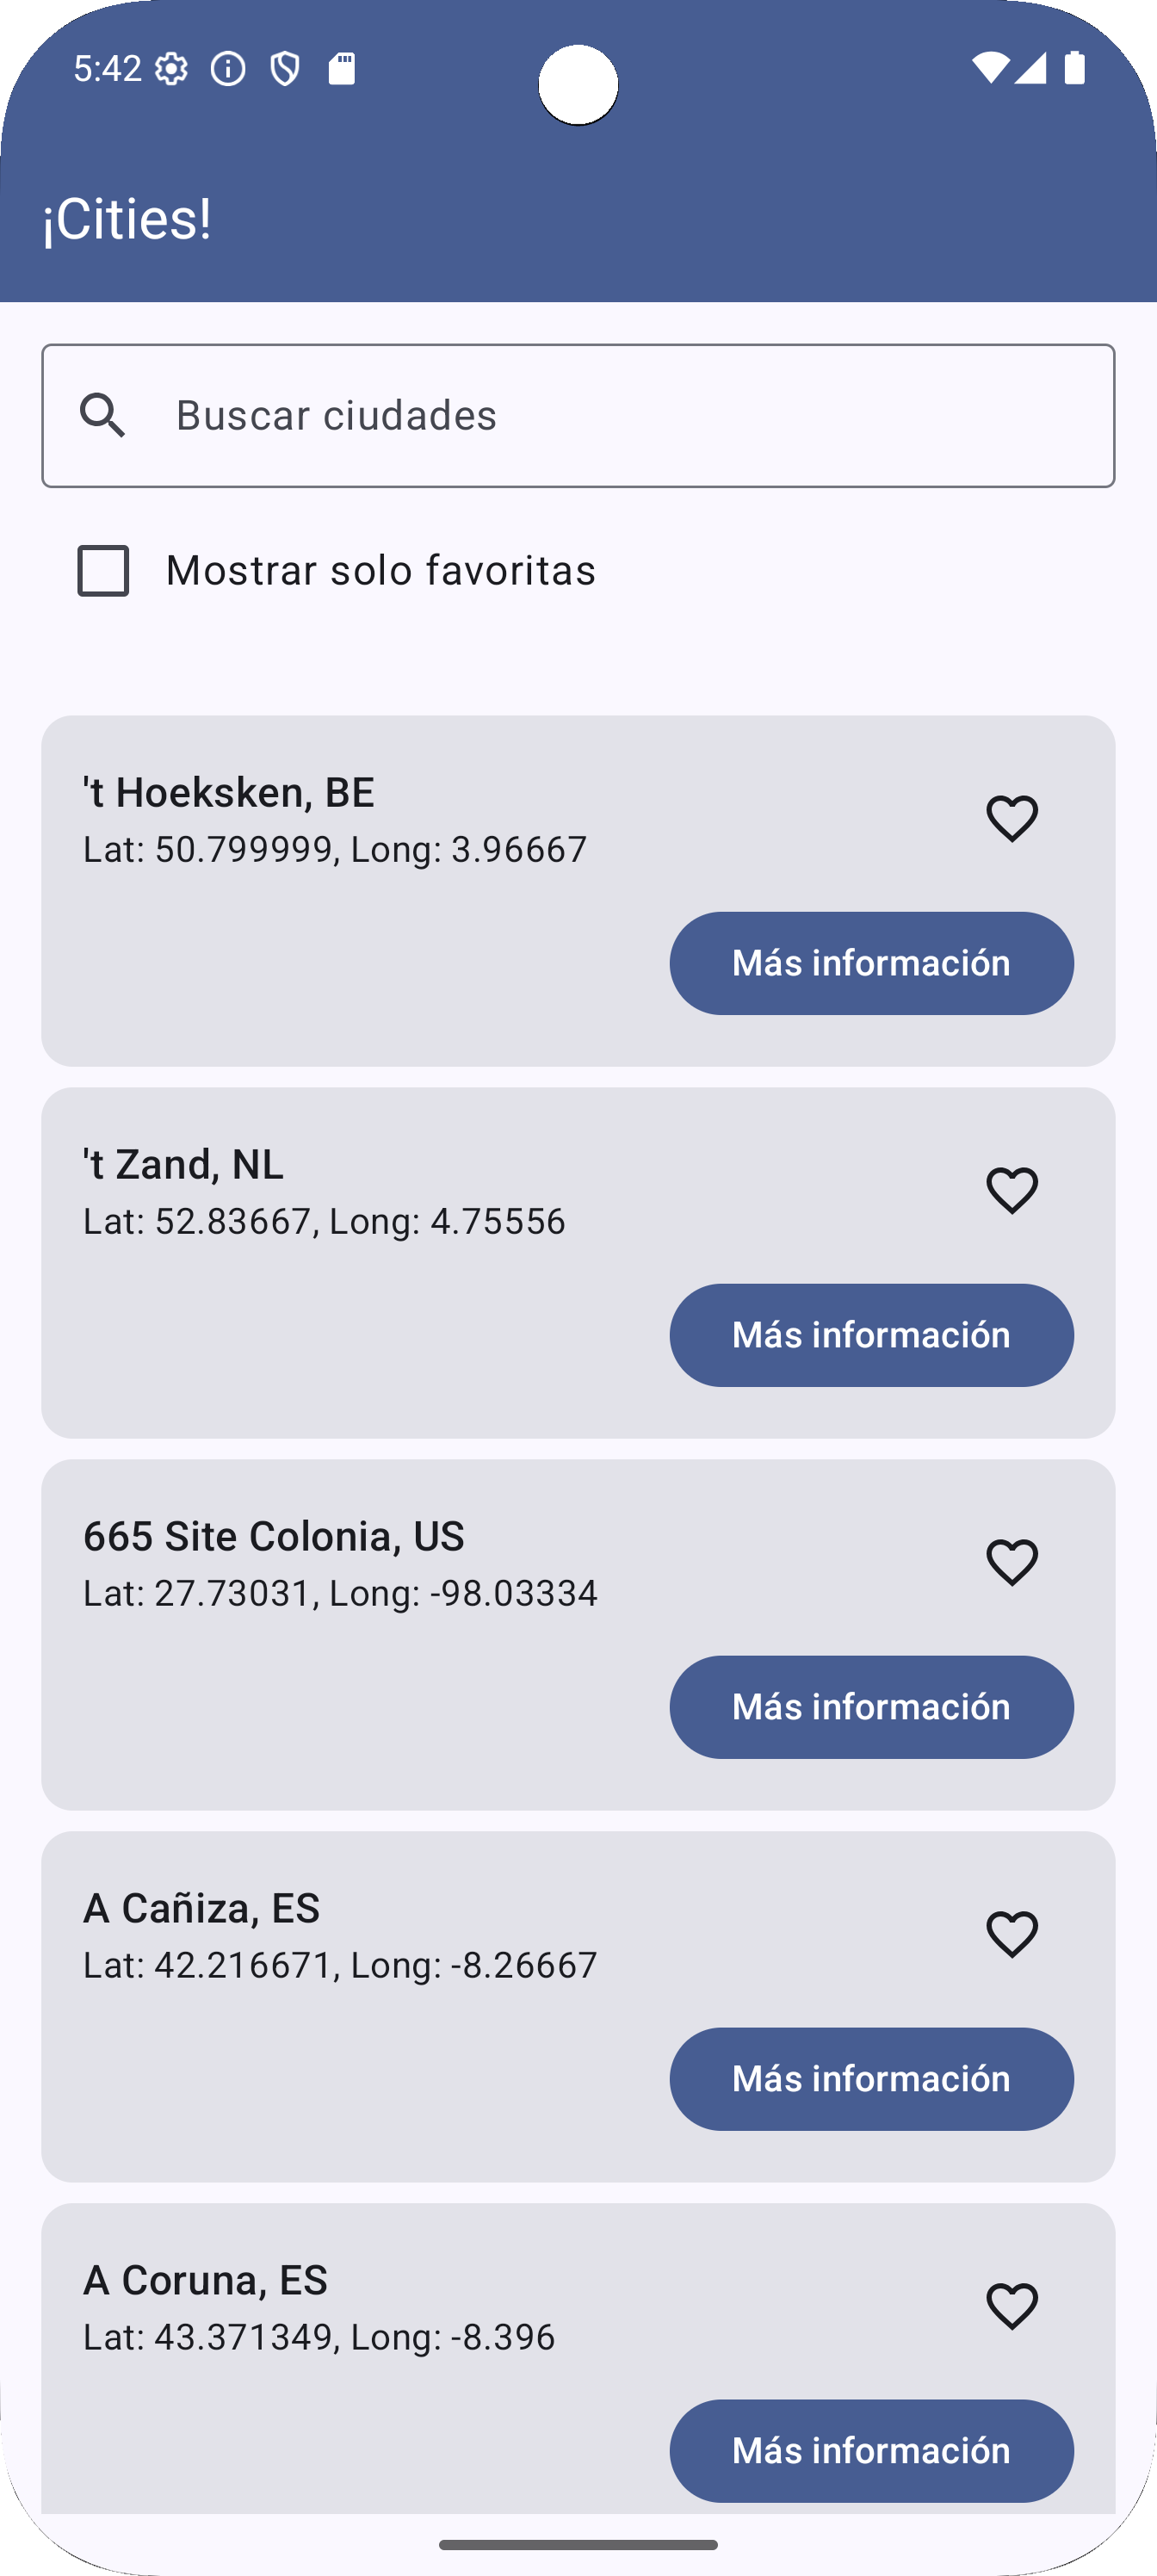 5:42
¡Cities!
Buscar ciudades
Mostrar solo favoritas
't Hoeksken, BE
Lat: 50.799999, Long: 3.96667
Más información
't Zand, NL
Lat: 52.83667, Long: 4.75556
Más información
665 Site Colonia, US
Lat: 27.73031, Long: -98.03334
Más información
A Cañiza, ES
Lat: 42.216671, Long: -8.26667
Más información
A Coruna, ES
Lat: 43.371349, Long: -8.396
Más información